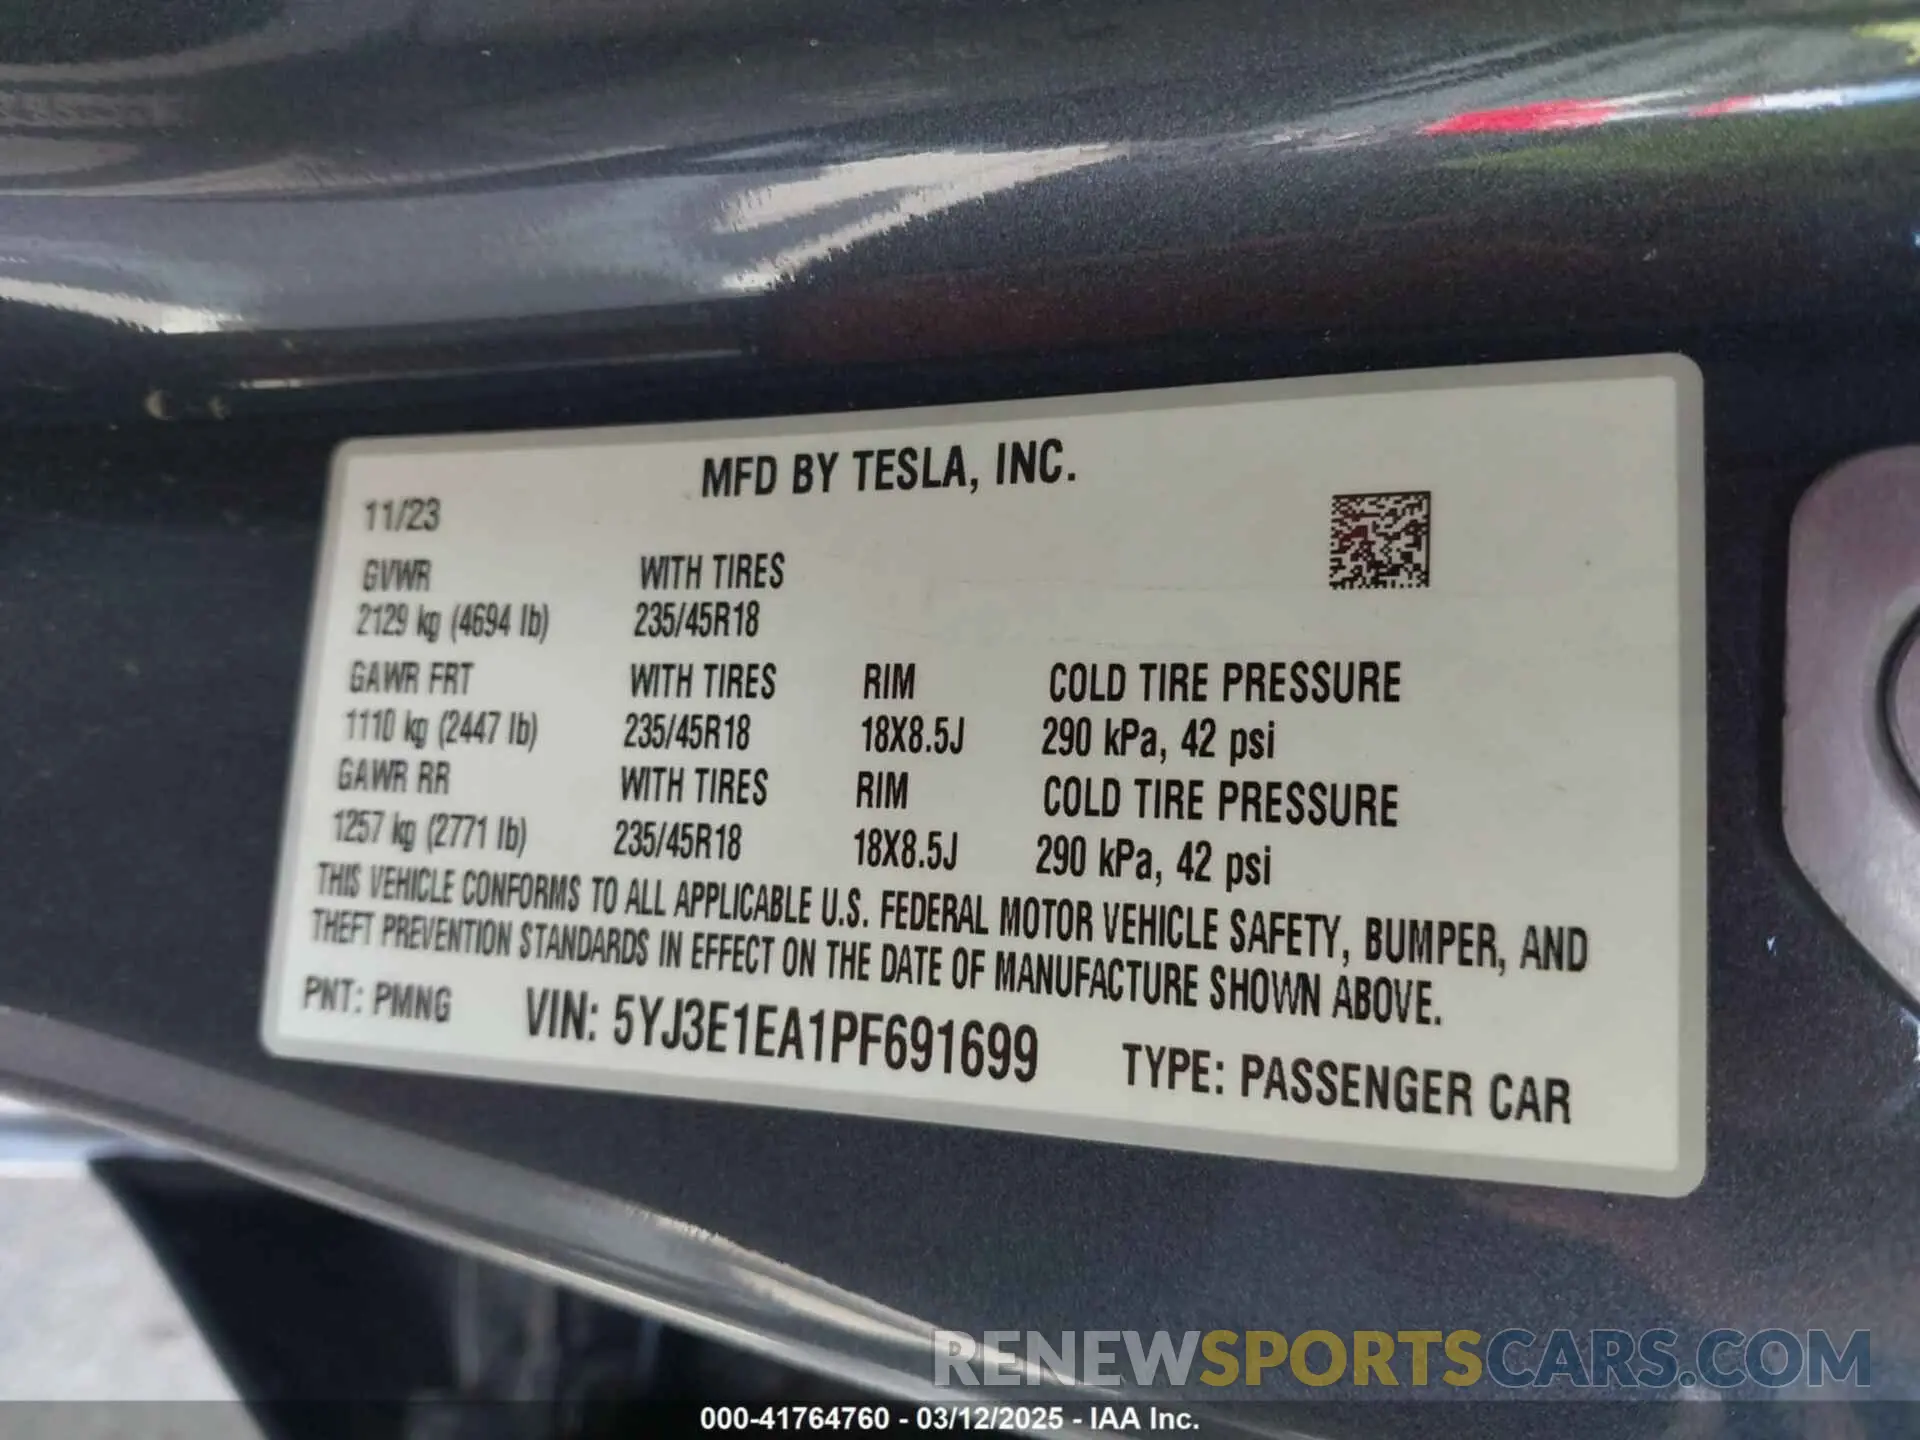 MFD BY TESLA, INC.
11/23
GVWR WITH TIRES
2129 kg (4694 lb) 235/45R18
GAWR FRT WITH TIRES RIM COLD TIRE PRESSURE
1110 kg (2447 lb) 235/45R18 18X8.5J 290 kPa, 42 psi
GAWR RR WITH TIRES RIM COLD TIRE PRESSURE
1257 kg (2771 lb) 235/45R18 18X8.5J 290 kPa, 42 psi
THIS VEHICLE CONFORMS TO ALL APPLICABLE U.S. FEDERAL MOTOR VEHICLE SAFETY, BUMPER, AND
THEFT PREVENTION STANDARDS IN EFFECT ON THE DATE OF MANUFACTURE SHOWN ABOVE.
PNT: PMNG VIN: 5YJ3E1EA1PF691699 TYPE: PASSENGER CAR
RENEWSPORTSCARS.COM
000-41764760 - 03/12/2025 - IAA Inc.